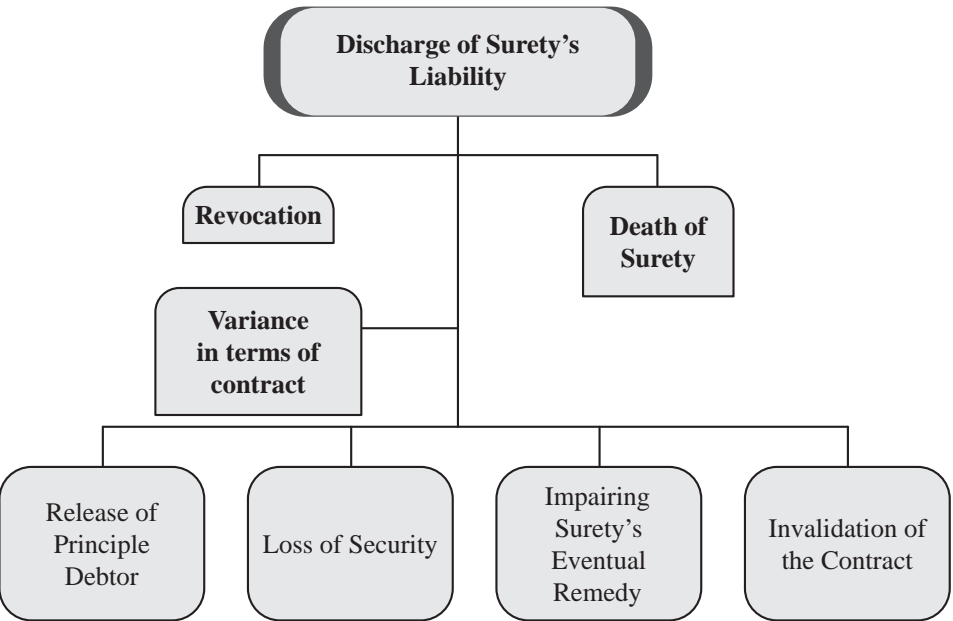 Discharge of Surety's
Liability
Revocation
Death of
Surety
Variance
in terms of
contract
Release of
Principle
Debtor
Loss of Security
Impairing
Surety's
Eventual
Remedy
Invalidation of
the Contract